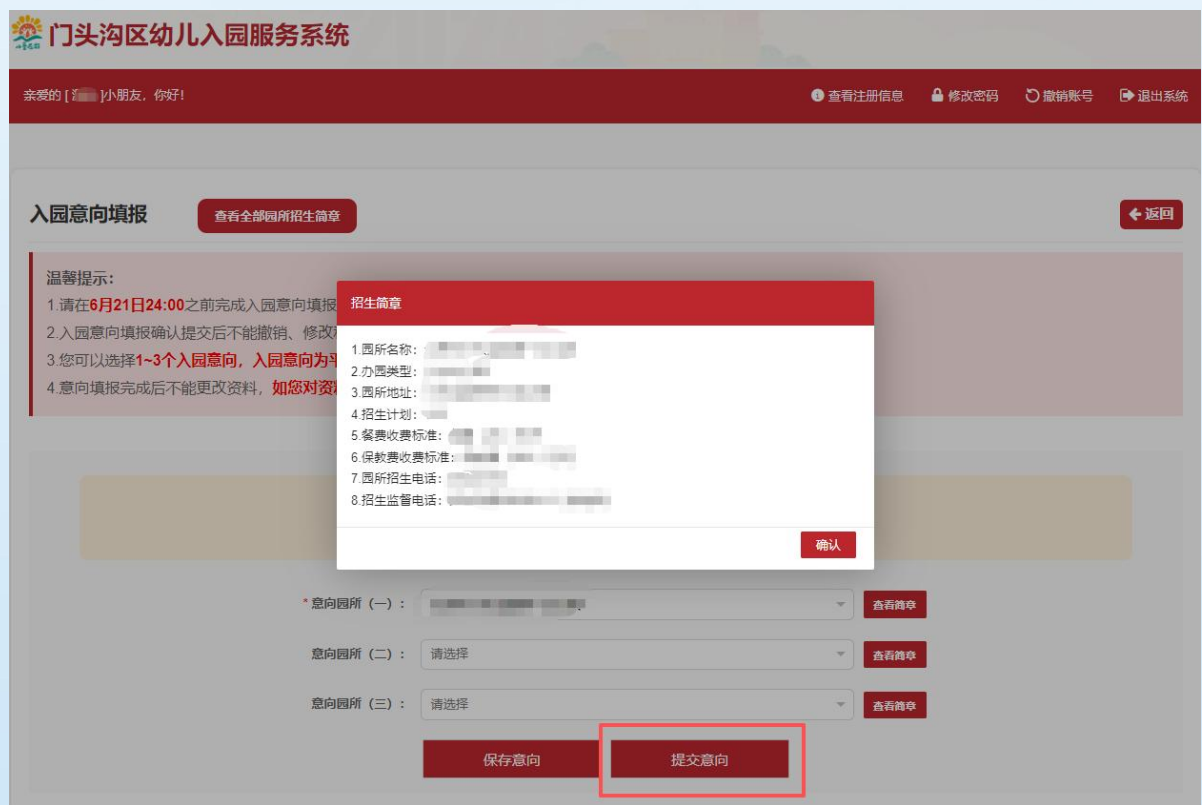 门头沟区幼儿入园服务系统
亲爱的 [ ]小朋友，你好！
查看注册信息
修改密码
撤销账号
退出系统
入园意向填报
查看全部园所招生简章
返回
温馨提示：
1.请在6月21日24:00之前完成入园意向填报
2.入园意向填报确认提交后不能撤销、修改
3.您可以选择1~3个入园意向，入园意向为平
4.意向填报完成后不能更改资料，如您对资料
招生简章
1.园所名称：
2.办园类型：
3.园所地址：
4.招生计划：
5.餐费收费标准：
6.保教费收费标准：
7.园所招生电话：
8.招生监督电话：
确认
*意向园所（一）：
查看简章
意向园所（二）： 请选择
查看简章
意向园所（三）： 请选择
查看简章
保存意向
提交意向